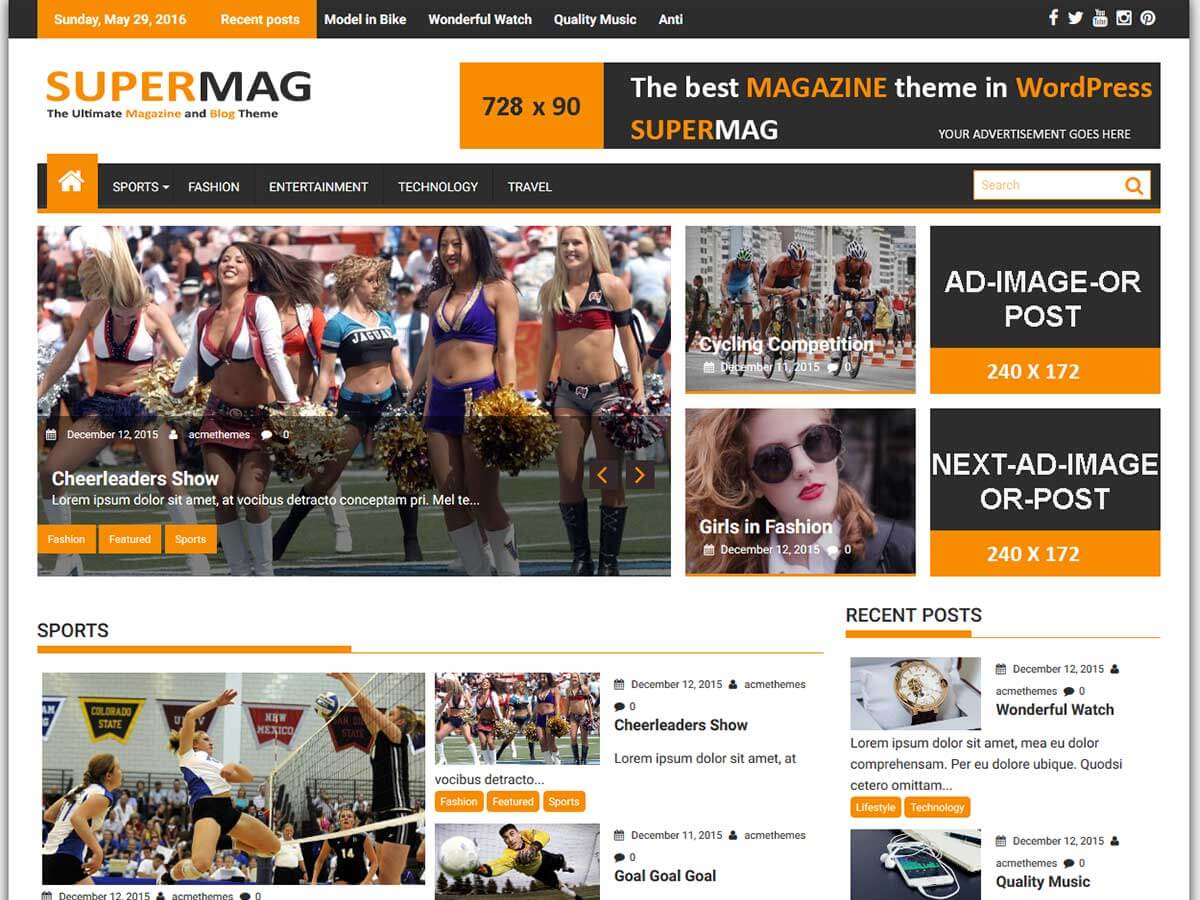 Sunday, May 29, 2016 Recent posts Model in Bike Wonderful Watch Quality Music Anti
SUPERMAG
The Ultimate Magazine and Blog Theme
728 x 90
The best MAGAZINE theme in WordPress
SUPERMAG
YOUR ADVERTISEMENT GOES HERE
SPORTS FASHION ENTERTAINMENT TECHNOLOGY TRAVEL
Search
JAGUAR
December 12, 2015 acmethemes 0
Cheerleaders Show
Lorem ipsum dolor sit amet, at vocibus detracto conceptam pri. Mel te...
Fashion Featured Sports
Cycling Competition
December 11, 2015 0
Girls in Fashion
December 12, 2015 0
AD-IMAGE-OR
POST
240 X 172
NEXT-AD-IMAGE
OR-POST
240 X 172
SPORTS
COLORADO
STATE
UNLV
NEW
MEXICO
14
December 12, 2015 acmethemes 0
December 12, 2015 acmethemes
0
Cheerleaders Show
Lorem ipsum dolor sit amet, at
vocibus detracto...
Fashion Featured Sports
December 11, 2015 acmethemes
0
Goal Goal Goal
RECENT POSTS
December 12, 2015
acmethemes 0
Wonderful Watch
Lorem ipsum dolor sit amet, mea eu dolor
comprehensam. Per eu dolore ubique. Quodsi
cetero omittam...
Lifestyle Technology
December 12, 2015
acmethemes 0
Quality Music